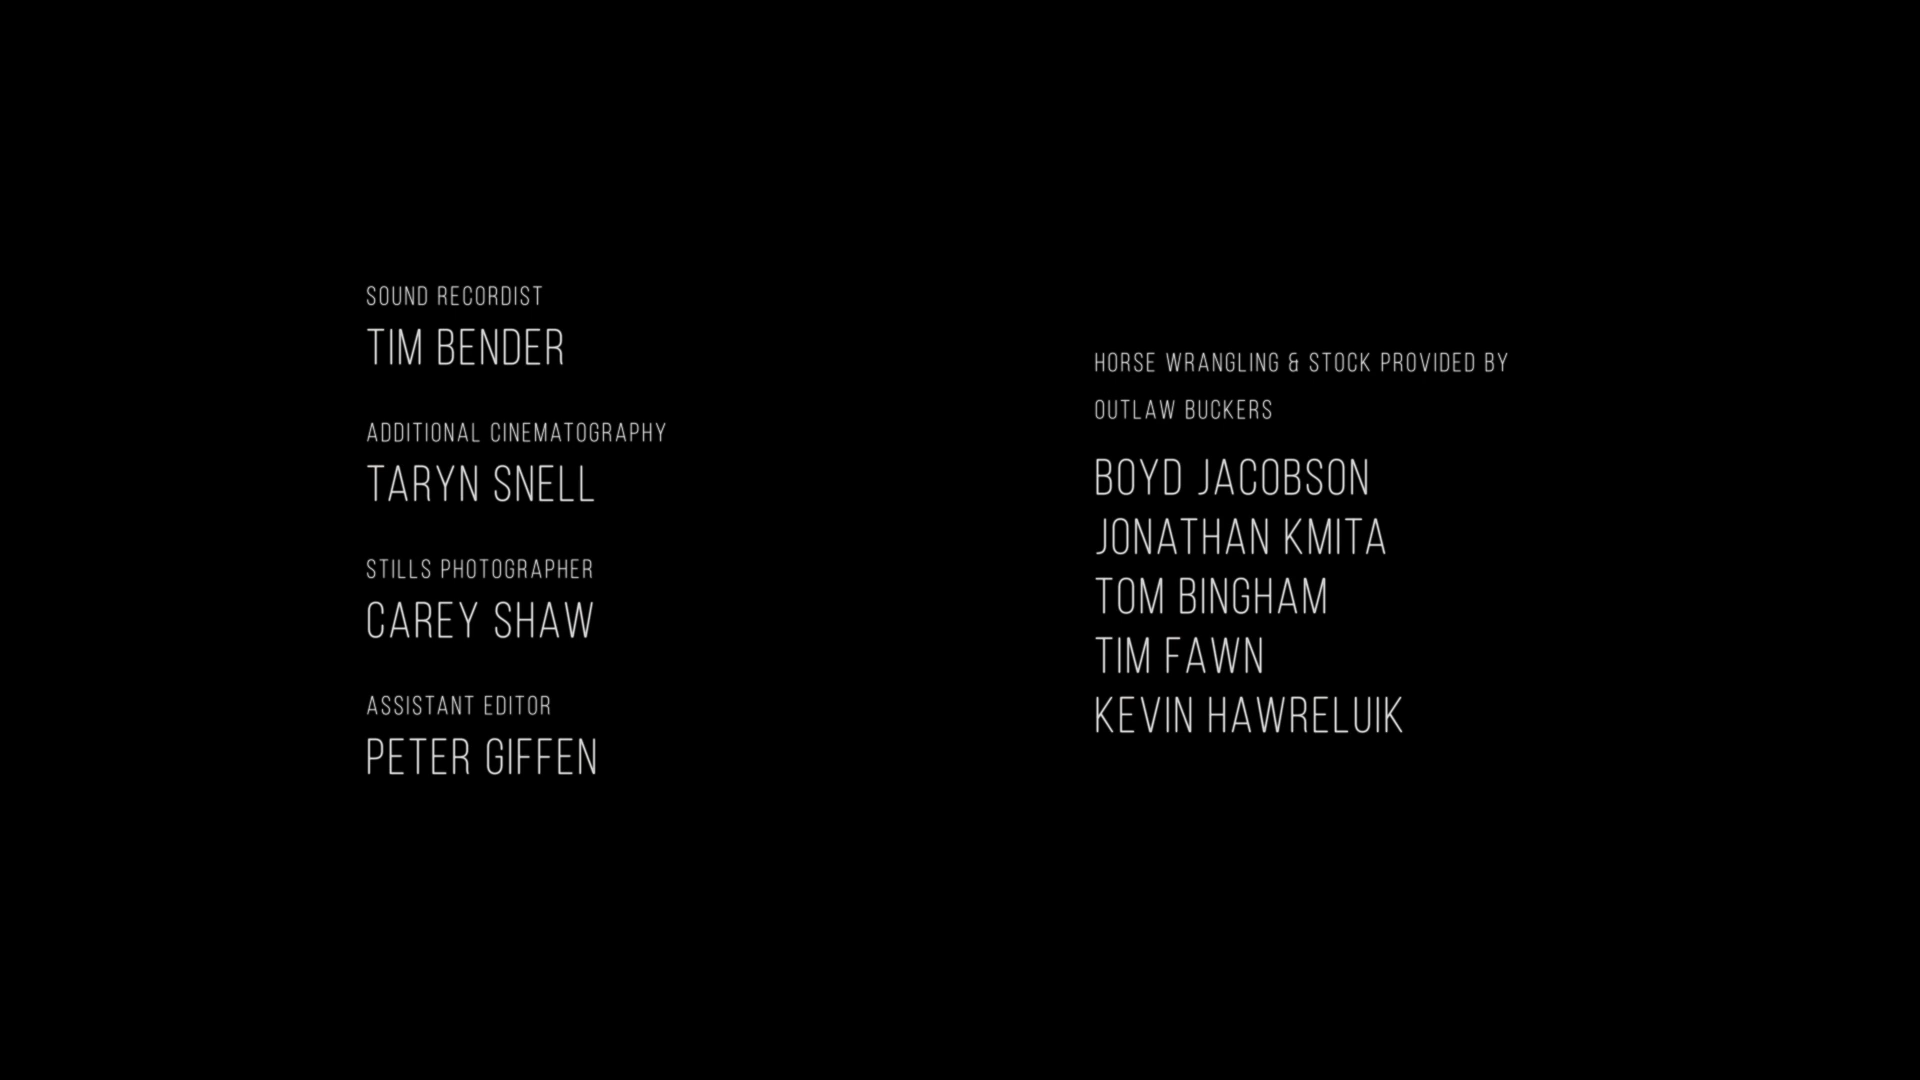 SOUND RECORDIST
TIM BENDER
ADDITIONAL CINEMATOGRAPHY
TARYN SNELL
STILLS PHOTOGRAPHER
CAREY SHAW
ASSISTANT EDITOR
PETER GIFFEN
HORSE WRANGLING & STOCK PROVIDED BY
OUTLAW BUCKERS
BOYD JACOBSON
JONATHAN KMITA
TOM BINGHAM
TIM FAWN
KEVIN HAWRELUIK